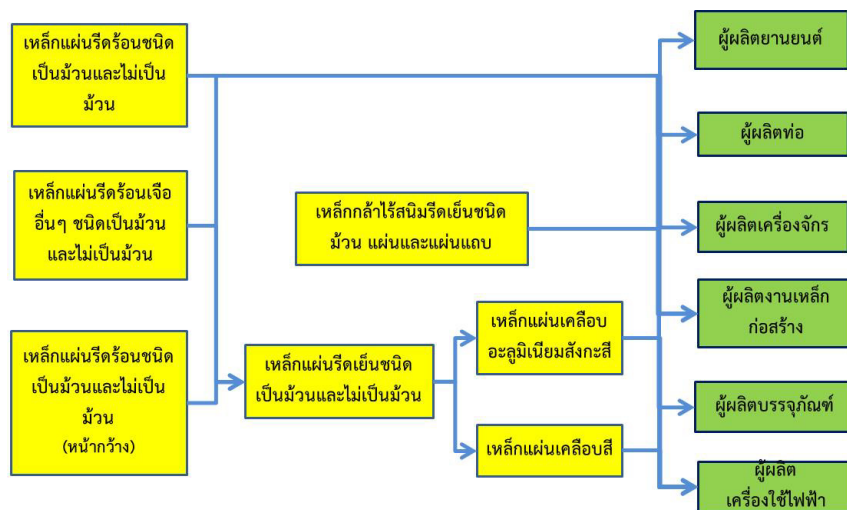 เหล็กแผ่นรีดร้อนชนิด
เป็นม้วนและไม่เป็น
ม้วน
เหล็กแผ่นรีดร้อนเจือ
อื่นๆ ชนิดเป็นม้วน
และไม่เป็นม้วน
เหล็กแผ่นรีดร้อนชนิด
เป็นม้วนและไม่เป็น
ม้วน
(หน้ากว้าง)
เหล็กกล้าไร้สนิมรีดเย็นชนิด
ม้วน แผ่นและแผ่นแถบ
เหล็กแผ่นรีดเย็นชนิด
เป็นม้วนและไม่เป็นม้วน
เหล็กแผ่นเคลือบ
อะลูมิเนียมสังกะสี
เหล็กแผ่นเคลือบสี
ผู้ผลิตยานยนต์
ผู้ผลิตท่อ
ผู้ผลิตเครื่องจักร
ผู้ผลิตงานเหล็ก
ก่อสร้าง
ผู้ผลิตบรรจุภัณฑ์
ผู้ผลิต
เครื่องใช้ไฟฟ้า